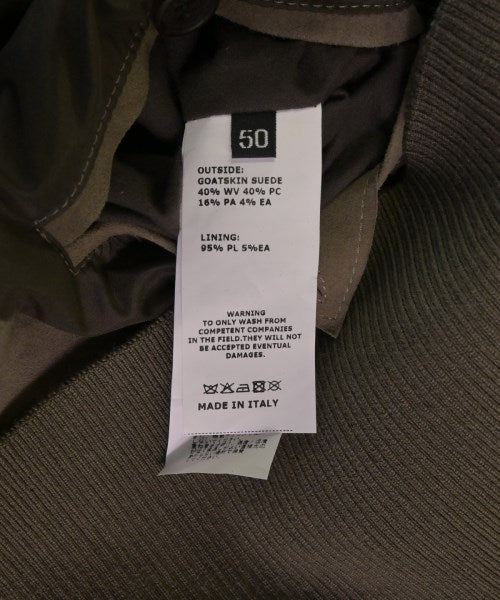 50
OUTSIDE:
GOATSKIN SUEDE
40% WV 40% PC
16% PA 4% EA
LINING:
95% PL 5%EA
WARNING
TO ONLY WASH FROM
COMPETENT COMPANIES
IN THE FIELD.THEY WILL NOT
BE ACCEPTED EVENTUAL
DAMAGES.
MADE IN ITALY